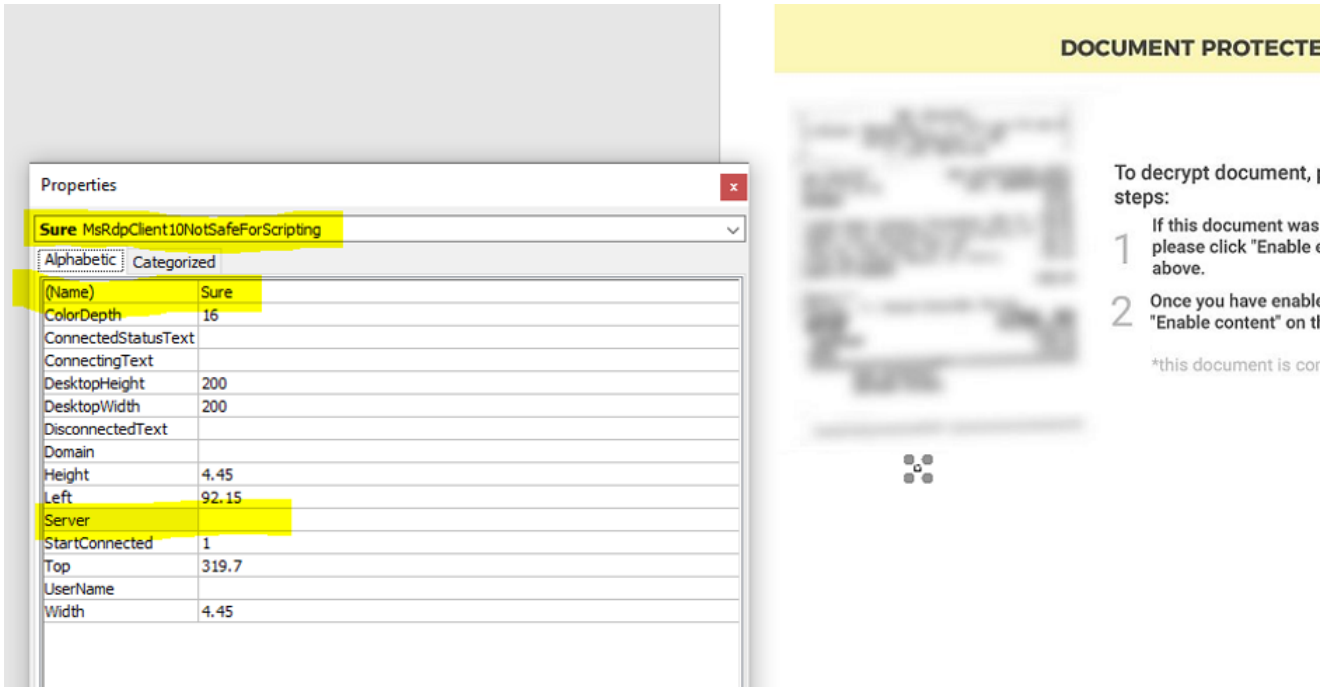 DOCUMENT PROTECTE
To decrypt document,
steps:
1 If this document was
please click "Enable
above.
2 Once you have enable
"Enable content" on
*this document is
Properties
x
Sure MsRdpClient10NotSafeForScripting
Alphabetic Categorized
(Name) Sure
ColorDepth 16
ConnectedStatusText
ConnectingText
DesktopHeight 200
DesktopWidth 200
DisconnectedText
Domain
Height 4.45
Left 92.15
Server
StartConnected 1
Top 319.7
UserName
Width 4.45